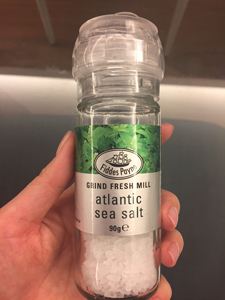 Fiddes Payne
GRIND FRESH MILL
atlantic
sea salt
90g℮